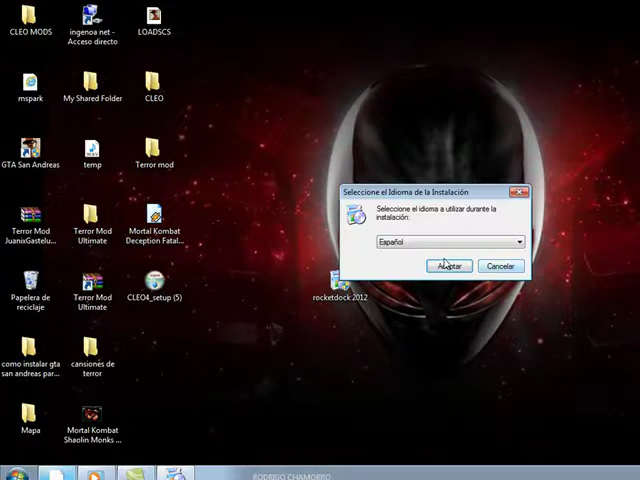 CLEO MODS
ingenoa net -
Acceso directo
LOADSCS
mspark
My Shared Folder
CLEO
GTA San Andreas
temp
Terror mod
Terror Mod
JuanixGastelu...
Terror Mod
Ultimate
Mortal Kombat
Deception Fatal...
Papelera de
reciclaje
Terror Mod
Ultimate
CLEO4_setup (5)
rocketdock 2012
como instalar gta
san andreas par...
cansiones de
terror
Mapa
Mortal Kombat
Shaolin Monks ...
Seleccione el Idioma de la Instalación
Seleccione el idioma a utilizar durante la
instalación:
Español
Aceptar
Cancelar
RODRIGO CHAMORRO